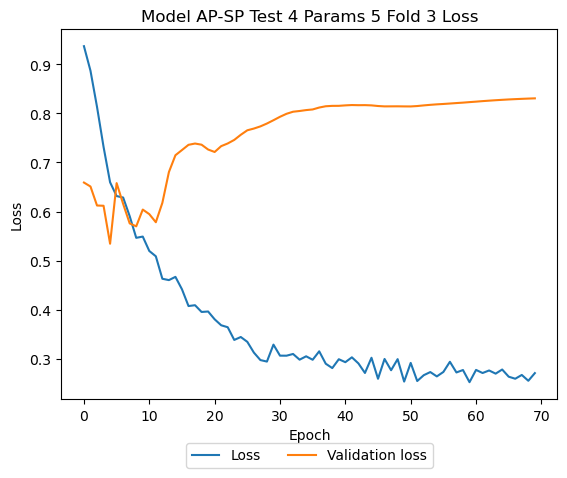 Model AP-SP Test 4 Params 5 Fold 3 Loss
Loss
0.9
0.8
0.7
0.6
0.5
0.4
0.3
0 10 20 30 40 50 60 70
Epoch
Loss Validation loss